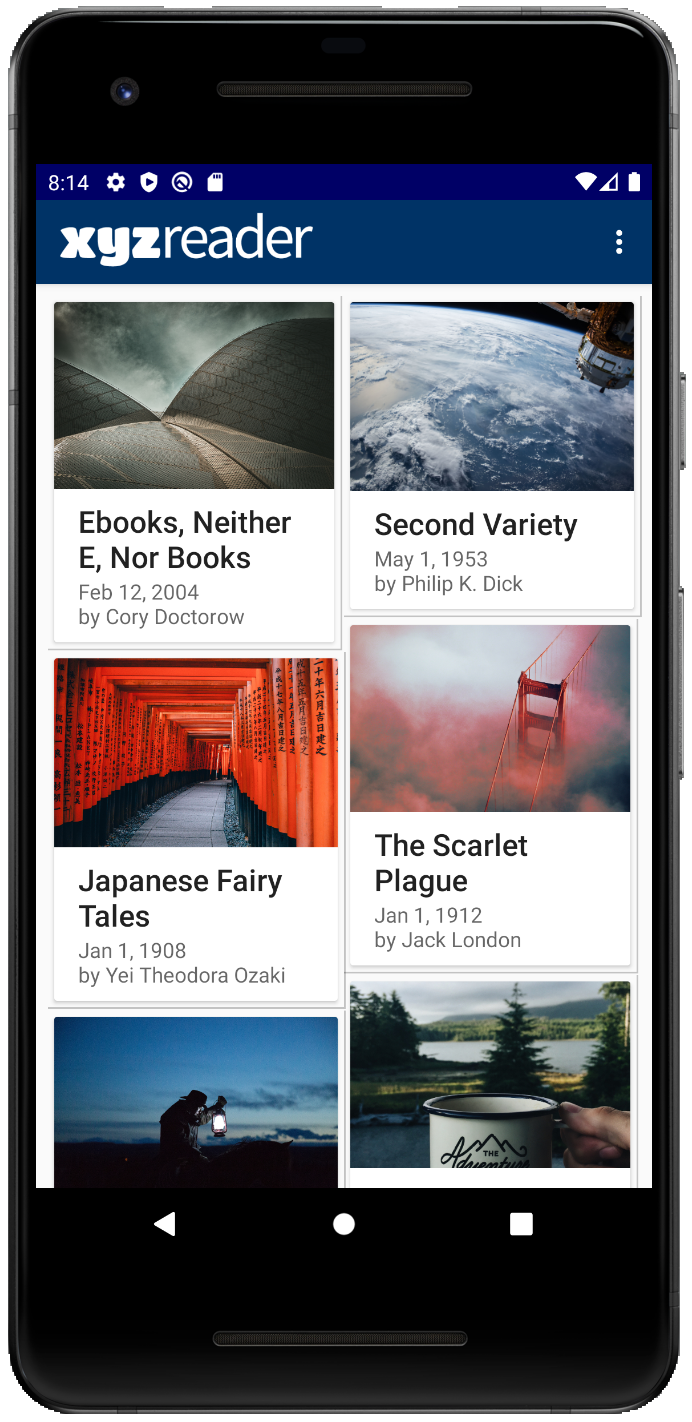 8:14
xyzreader
Ebooks, Neither
E, Nor Books
Feb 12, 2004
by Cory Doctorow
Second Variety
May 1, 1953
by Philip K. Dick
Japanese Fairy
Tales
Jan 1, 1908
by Yei Theodora Ozaki
The Scarlet
Plague
Jan 1, 1912
by Jack London
THE
Adventure